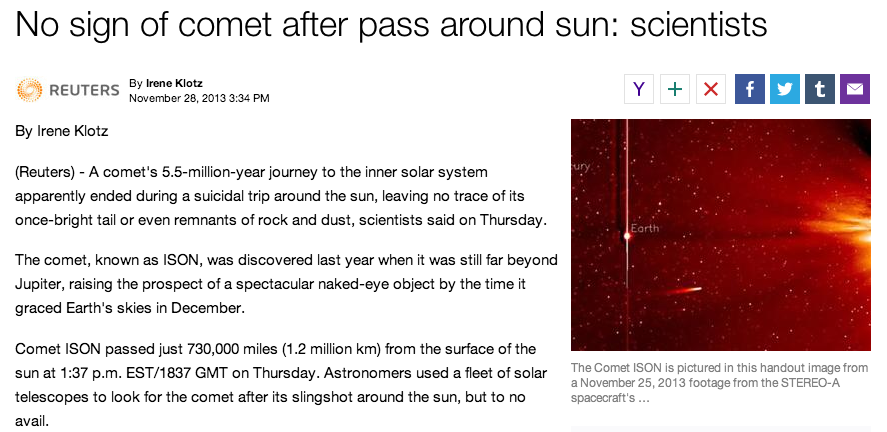 No sign of comet after pass around sun: scientists
REUTERS
By Irene Klotz
November 28, 2013 3:34 PM
Y
t
By Irene Klotz
(Reuters) - A comet's 5.5-million-year journey to the inner solar system
apparently ended during a suicidal trip around the sun, leaving no trace of its
once-bright tail or even remnants of rock and dust, scientists said on Thursday.
The comet, known as ISON, was discovered last year when it was still far beyond
Jupiter, raising the prospect of a spectacular naked-eye object by the time it
graced Earth's skies in December.
Comet ISON passed just 730,000 miles (1.2 million km) from the surface of the
sun at 1:37 p.m. EST/1837 GMT on Thursday. Astronomers used a fleet of solar
telescopes to look for the comet after its slingshot around the sun, but to no
avail.
ury
Earth
The Comet ISON is pictured in this handout image from
a November 25, 2013 footage from the STEREO-A
spacecraft's ...